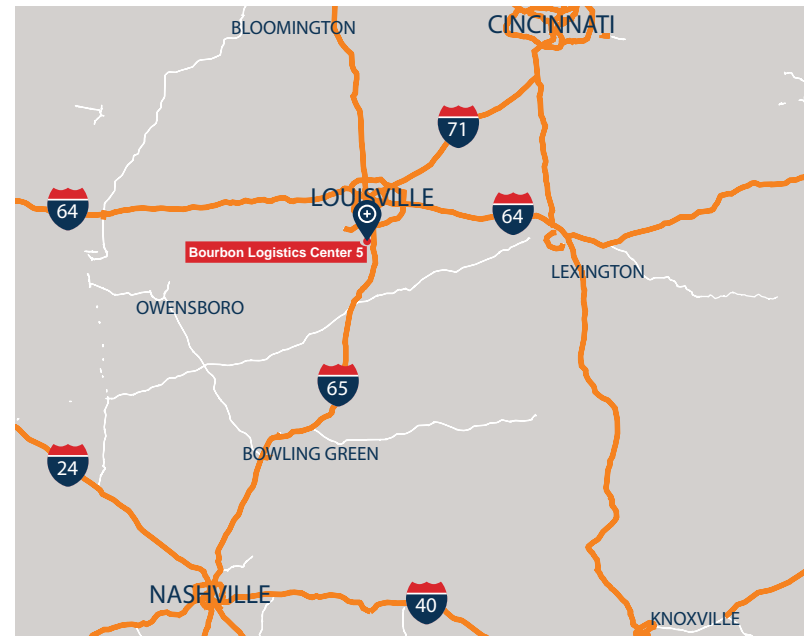 BLOOMINGTON
CINCINNATI
71
LOUISVILLE
64
64
Bourbon Logistics Center 5
LEXINGTON
OWENSBORO
65
BOWLING GREEN
24
NASHVILLE
40
KNOXVILLE